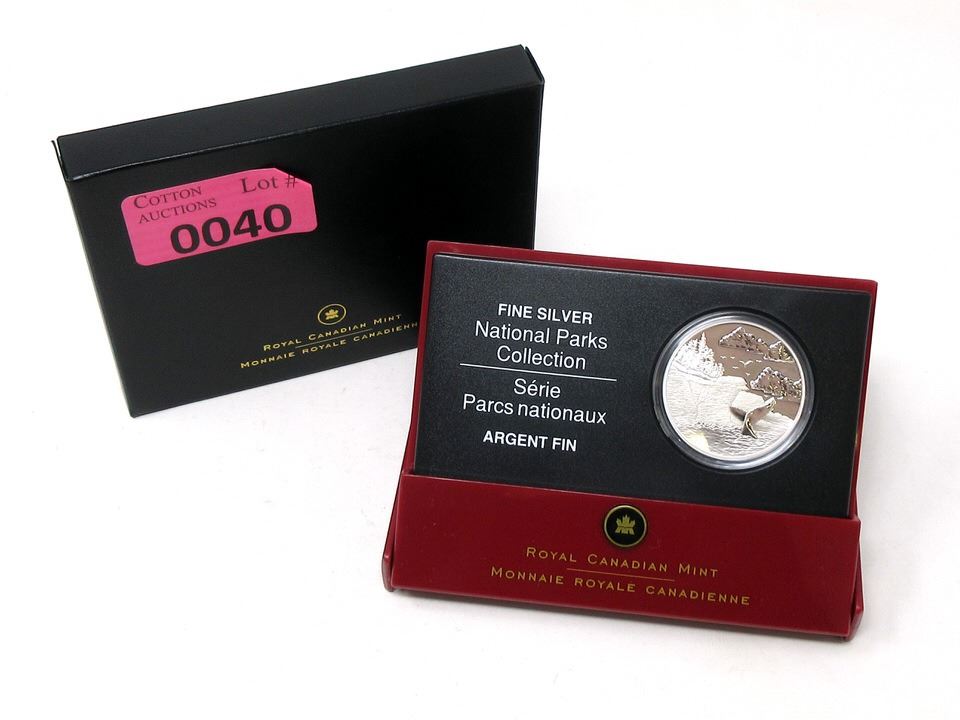 COTTON Lot #
AUCTIONS
0040
ROYAL CANADIAN MINT
MONNAIE ROYALE CANADIENNE
FINE SILVER
National Parks
Collection
Série
Parcs nationaux
ARGENT FIN
ROYAL CANADIAN MINT
MONNAIE ROYALE CANADIENNE